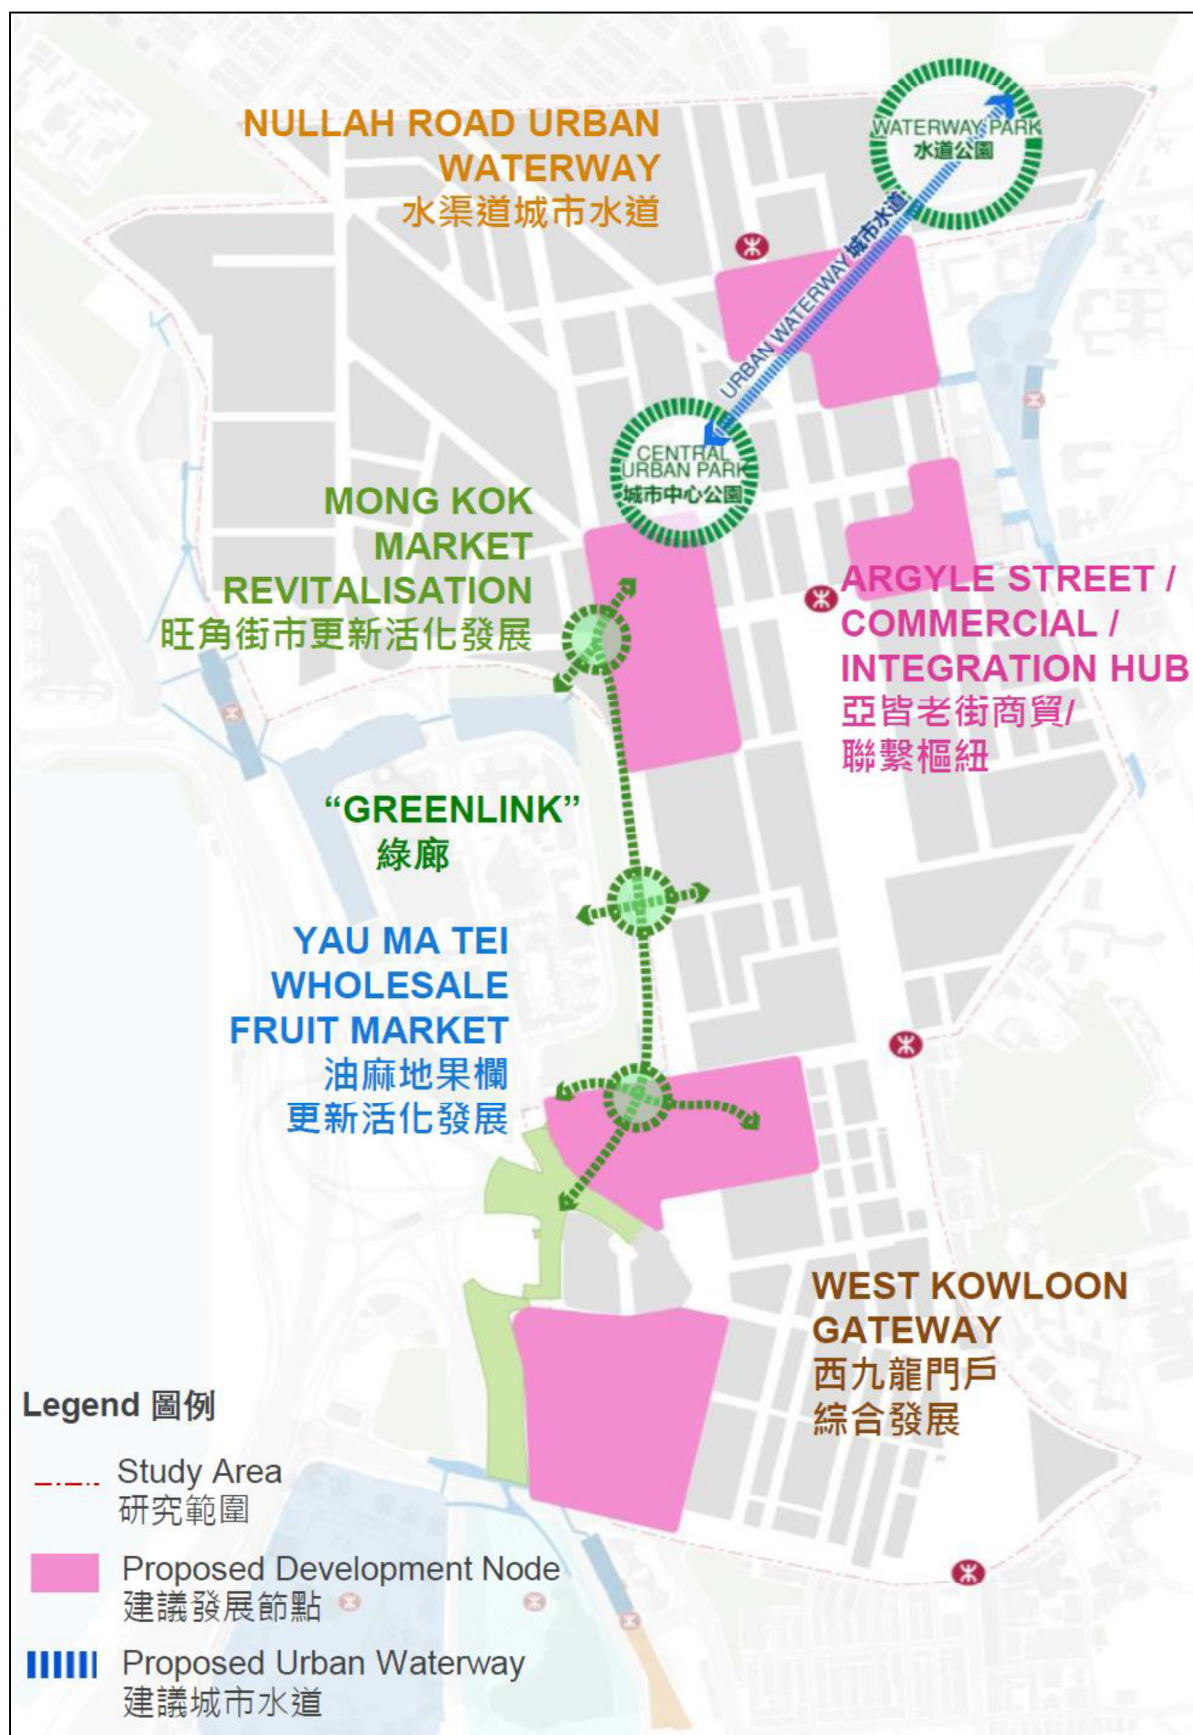 NULLAH ROAD URBAN
WATERWAY
水渠道城市水道
WATERWAY PARK
水道公園
URBAN WATERWAY 城市水道
CENTRAL
URBAN PARK
城市中心公園
MONG KOK
MARKET
REVITALISATION
旺角街市更新活化發展
ARGYLE STREET /
COMMERCIAL /
INTEGRATION HUB
亞皆老街商貿/
聯繫樞紐
“GREENLINK”
綠廊
YAU MA TEI
WHOLESALE
FRUIT MARKET
油麻地果欄
更新活化發展
WEST KOWLOON
GATEWAY
西九龍門戶
綜合發展
Legend 圖例
Study Area
研究範圍
Proposed Development Node
建議發展節點
Proposed Urban Waterway
建議城市水道